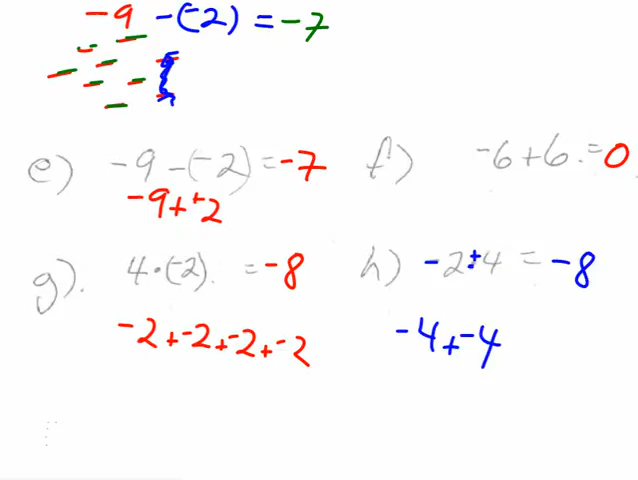 -9 -(-2) = -7
e) -9 -(-2) = -7
-9 + +2
f) -6+6. = 0
g). 4·(-2). = -8
-2 + -2 + -2 + -2
h) -2·+4 = -8
-4 + -4